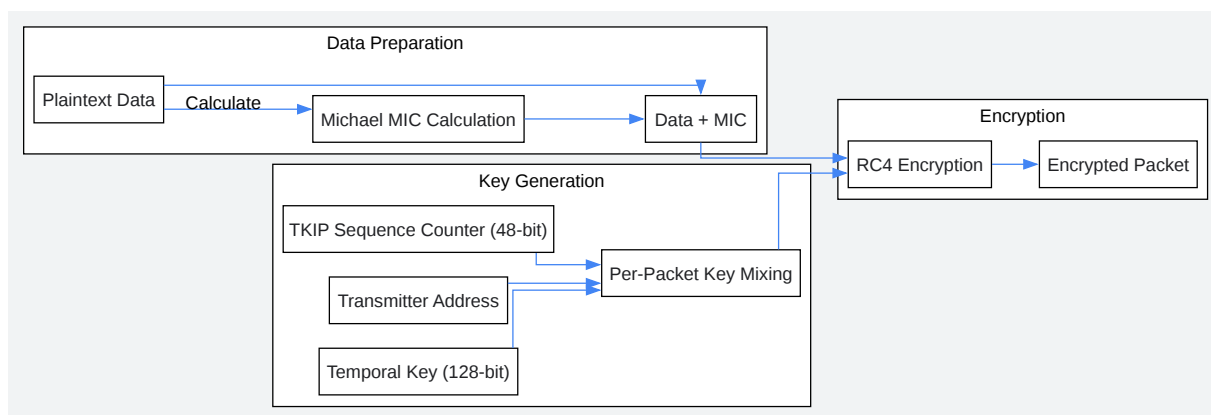 Data Preparation
Plaintext Data
Calculate
Michael MIC Calculation
Data + MIC
Encryption
RC4 Encryption
Encrypted Packet
Key Generation
TKIP Sequence Counter (48-bit)
Per-Packet Key Mixing
Transmitter Address
Temporal Key (128-bit)